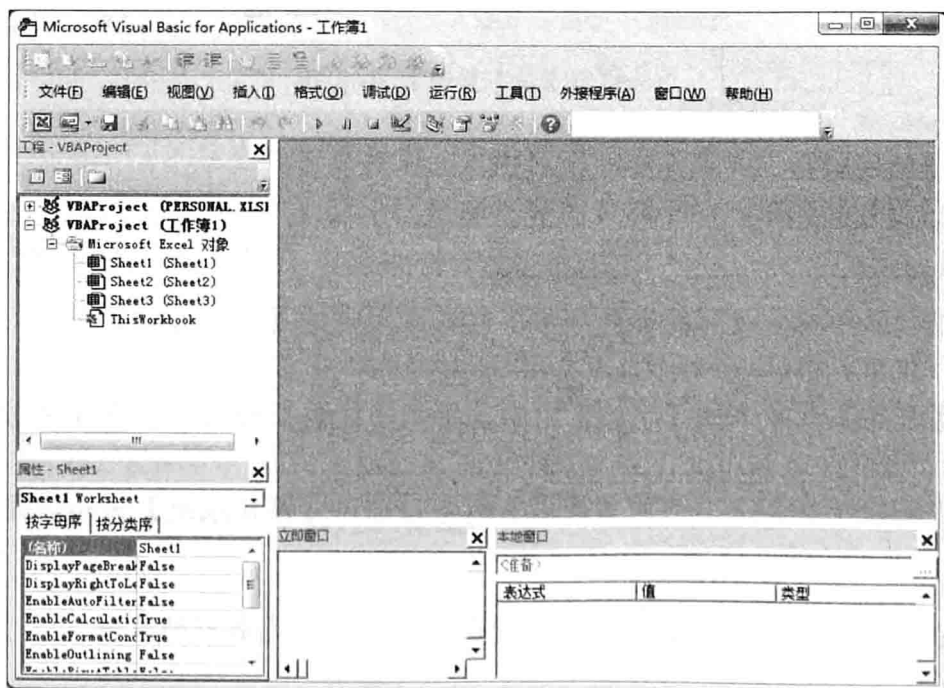 Microsoft Visual Basic for Applications - 工作簿1
文件(F) 编辑(E) 视图(V) 插入(I) 格式(O) 调试(D) 运行(R) 工具(T) 外接程序(A) 窗口(W) 帮助(H)
工程 - VBAProject
VBAProject (PERSONAL.XLSI
VBAProject (工作簿1)
Microsoft Excel 对象
Sheet1 (Sheet1)
Sheet2 (Sheet2)
Sheet3 (Sheet3)
ThisWorkbook
属性 - Sheet1
Sheet1 Worksheet
按字母序 按分类序
(名称) Sheet1
DisplayPageBreak False
DisplayRightToLe False
EnableAutoFilter False
EnableCalculatic True
EnableFormatCond True
EnableOutlining False
立即窗口
本地窗口
<准备>
表达式 值 类型